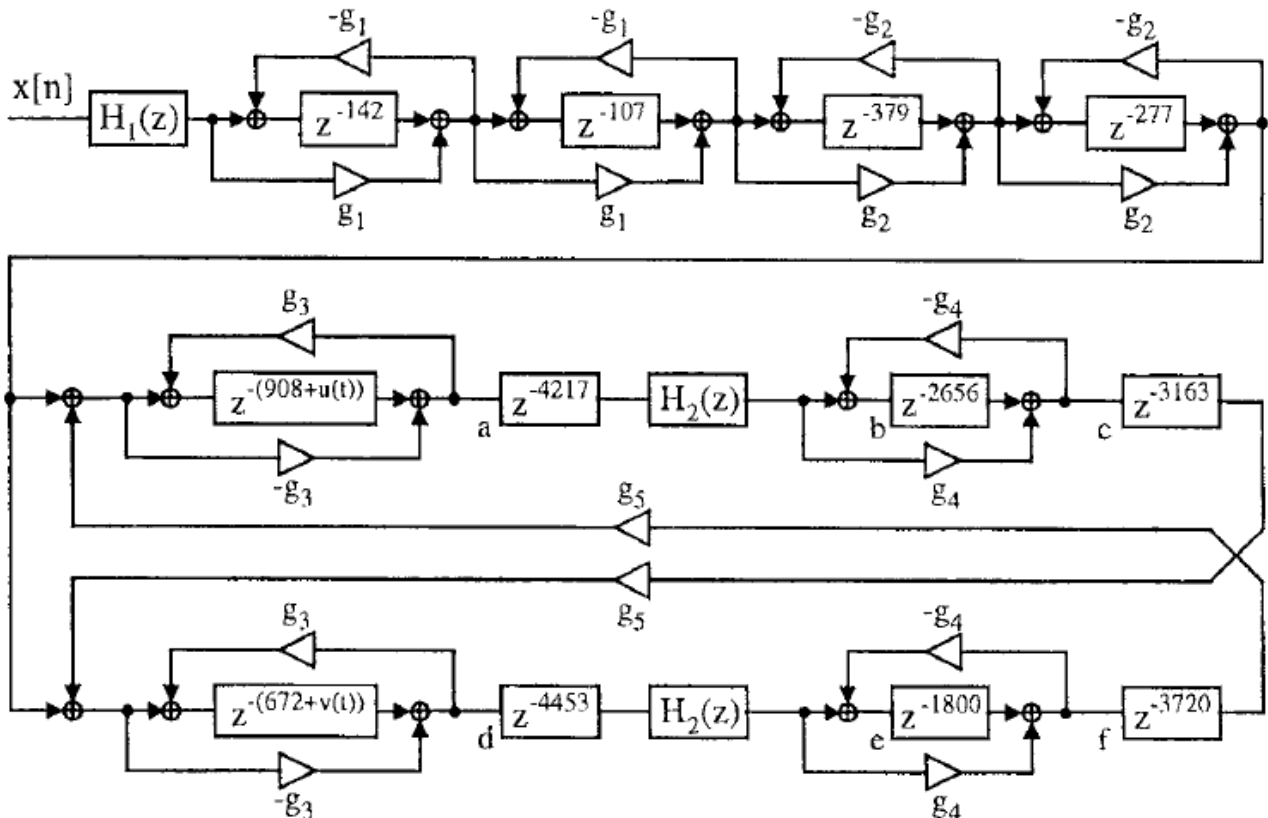 -g₁ -g₁ -g₂ -g₂
x[n] H₁(z) z⁻¹⁴² z⁻¹⁰⁷ z⁻³⁷⁹ z⁻²⁷⁷
g₁ g₁ g₂ g₂
g₃ -g₄
z⁻⁽⁹⁰⁸⁺ᵘ⁽ᵗ⁾⁾ a z⁻⁴²¹⁷ H₂(z) b z⁻²⁶⁵⁶ c z⁻³¹⁶³
-g₃ g₄
g₅
g₅
g₃ -g₄
z⁻⁽⁶⁷²⁺ᵛ⁽ᵗ⁾⁾ d z⁻⁴⁴⁵³ H₂(z) e z⁻¹⁸⁰⁰ f z⁻³⁷²⁰
-g₃ g₄